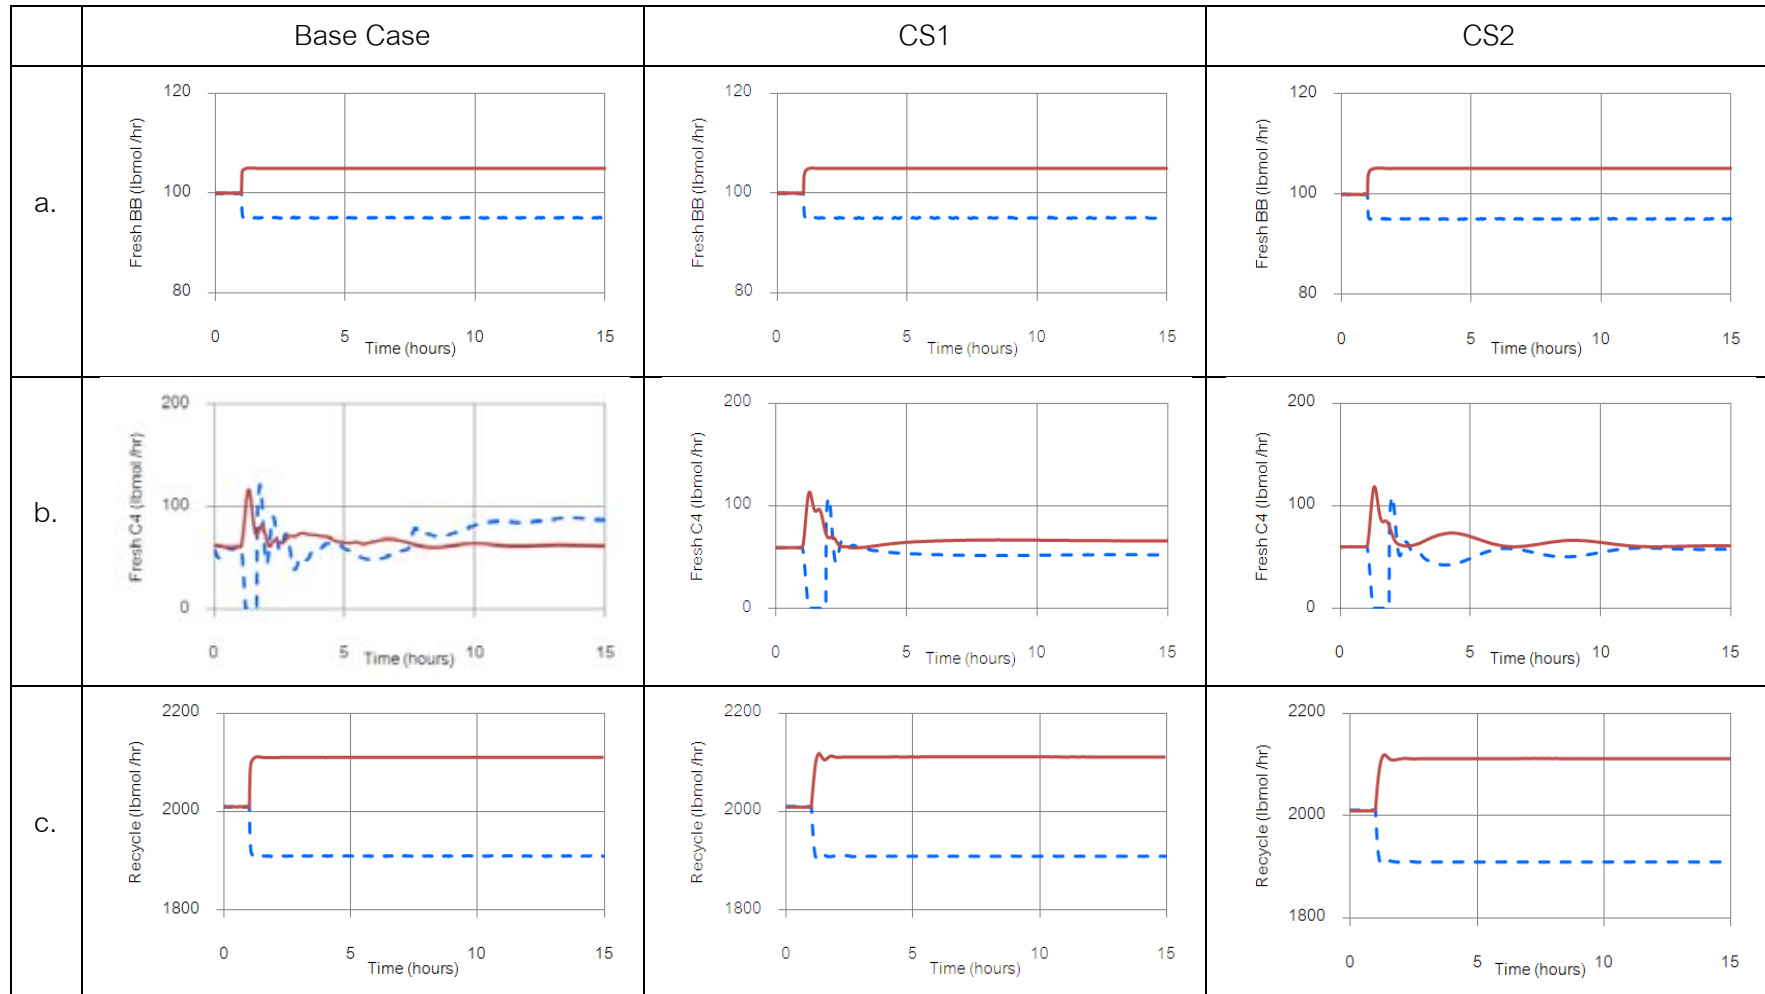 Base Case
CS1
CS2
a.
Fresh BB (lbmol /hr)
120
100
80
0 5 10 15
Time (hours)
Fresh BB (lbmol /hr)
120
100
80
0 5 10 15
Time (hours)
Fresh BB (lbmol /hr)
120
100
80
0 5 10 15
Time (hours)
b.
Fresh C4 (lbmol /hr)
200
100
0
0 5 10 15
Time (hours)
Fresh C4 (lbmol /hr)
200
100
0
0 5 10 15
Time (hours)
Fresh C4 (lbmol /hr)
200
100
0
0 5 10 15
Time (hours)
c.
Recycle (lbmol /hr)
2200
2000
1800
0 5 10 15
Time (hours)
Recycle (lbmol /hr)
2200
2000
1800
0 5 10 15
Time (hours)
Recycle (lbmol /hr)
2200
2000
1800
0 5 10 15
Time (hours)